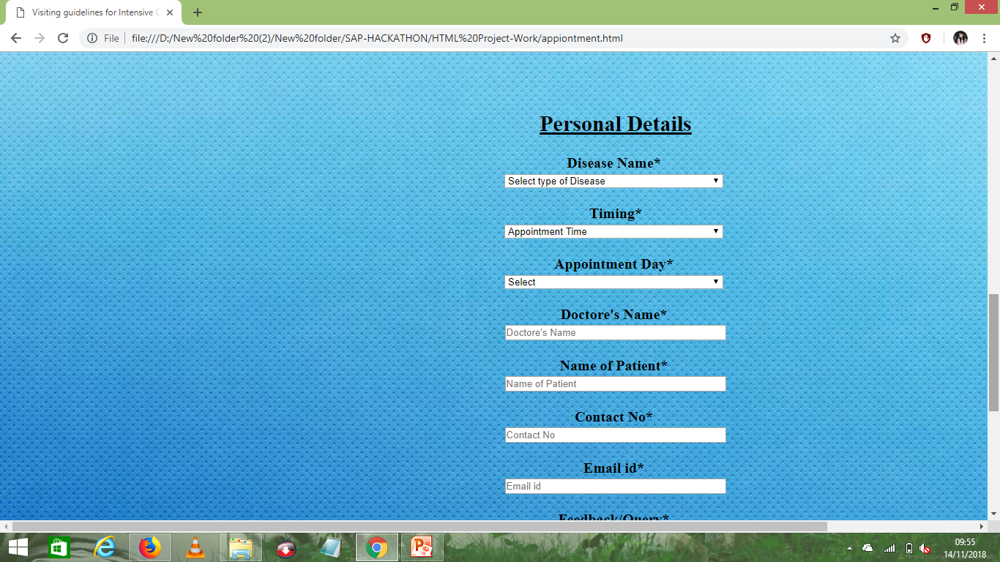 Visiting guidelines for Intensive C
File
file:///D:/New%20folder%20(2)/New%20folder/SAP-HACKATHON/HTML%20Project-Work/appiontment.html
Personal Details
Disease Name*
Select type of Disease
Timing*
Appointment Time
Appointment Day*
Select
Doctore's Name*
Doctore's Name
Name of Patient*
Name of Patient
Contact No*
Contact No
Email id*
Email id
Feedback/Query*
09:55
14/11/2018